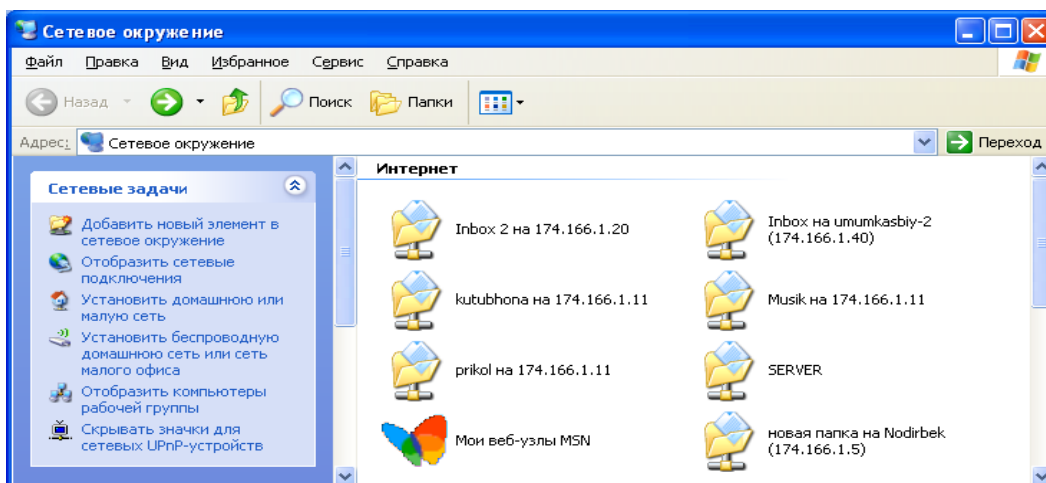 Сетевое окружение
Файл Правка Вид Избранное Сервис Справка
Назад Поиск Папки
Адрес: Сетевое окружение Переход
Сетевые задачи
Добавить новый элемент в
сетевое окружение
Отобразить сетевые
подключения
Установить домашнюю или
малую сеть
Установить беспроводную
домашнюю сеть или сеть
малого офиса
Отобразить компьютеры
рабочей группы
Скрывать значки для
сетевых UPnP-устройств
Интернет
Inbox 2 на 174.166.1.20
Inbox на umumkasbiy-2
(174.166.1.40)
kutubhona на 174.166.1.11
Musik на 174.166.1.11
prikol на 174.166.1.11
SERVER
Мои веб-узлы MSN
новая папка на Nodirbek
(174.166.1.5)